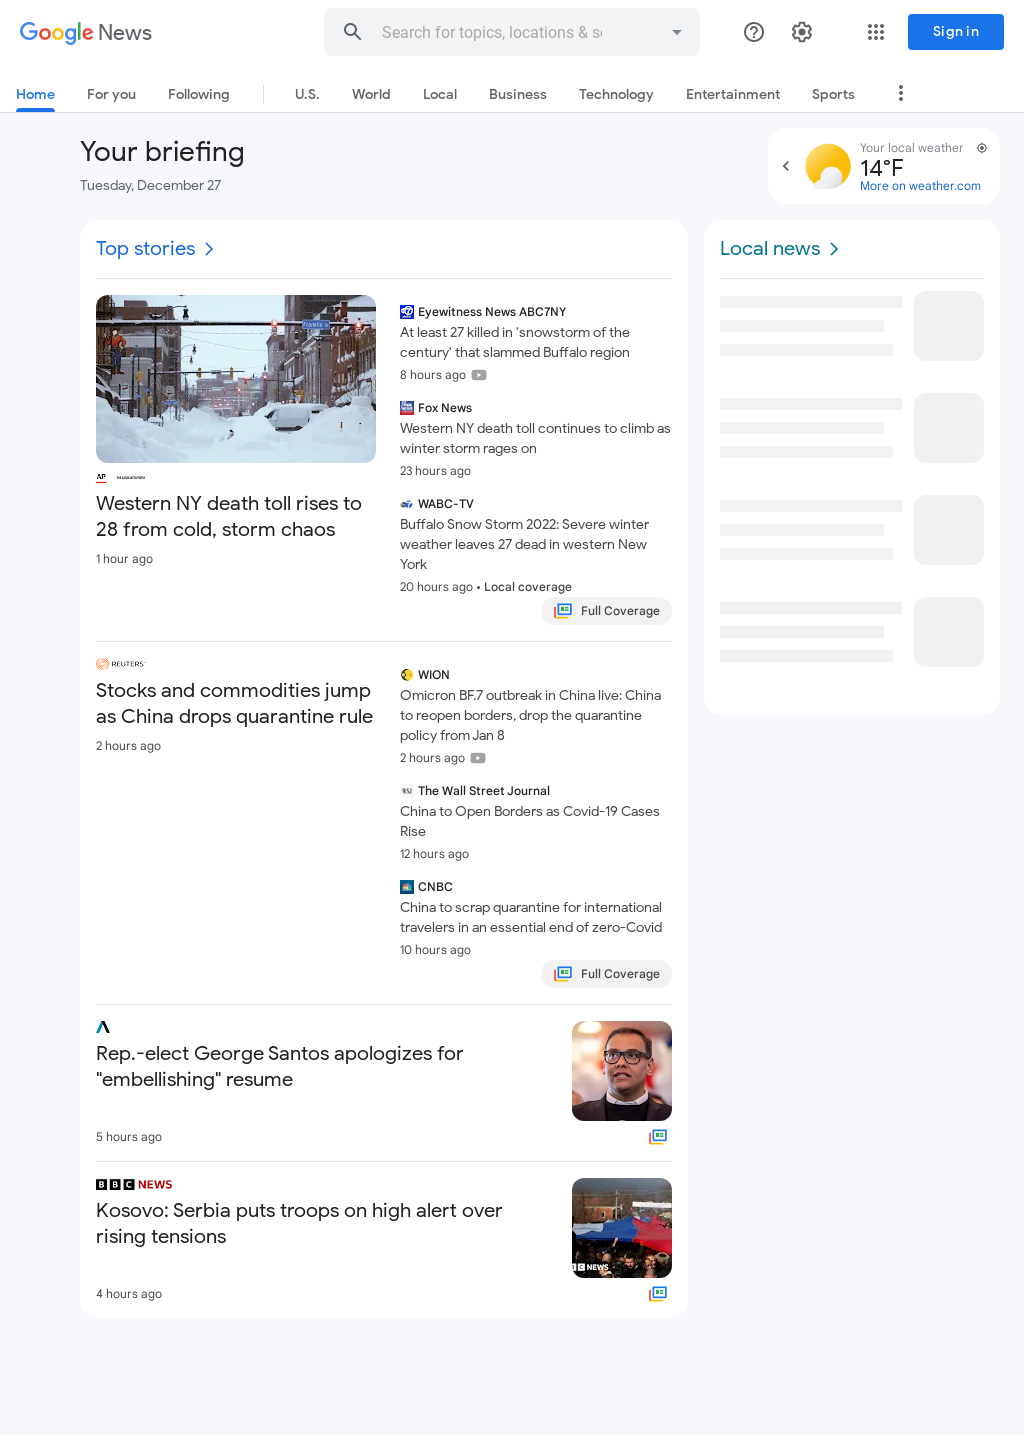 Google News
Search for topics, locations & so
Sign in
Home
For you
Following
U.S.
World
Local
Business
Technology
Entertainment
Sports
Your briefing
Tuesday, December 27
Your local weather
14°F
More on weather.com
Top stories
Franklin
AP
THE ASSOCIATED PRESS
Western NY death toll rises to
28 from cold, storm chaos
1 hour ago
Eyewitness News ABC7NY
At least 27 killed in 'snowstorm of the
century' that slammed Buffalo region
8 hours ago
Fox News
Western NY death toll continues to climb as
winter storm rages on
23 hours ago
WABC-TV
Buffalo Snow Storm 2022: Severe winter
weather leaves 27 dead in western New
York
20 hours ago • Local coverage
Full Coverage
REUTERS
Stocks and commodities jump
as China drops quarantine rule
2 hours ago
WION
Omicron BF.7 outbreak in China live: China
to reopen borders, drop the quarantine
policy from Jan 8
2 hours ago
WSJ
The Wall Street Journal
China to Open Borders as Covid-19 Cases
Rise
12 hours ago
CNBC
China to scrap quarantine for international
travelers in an essential end of zero-Covid
10 hours ago
Full Coverage
Rep.-elect George Santos apologizes for
"embellishing" resume
5 hours ago
BBC NEWS
Kosovo: Serbia puts troops on high alert over
rising tensions
BBC NEWS
4 hours ago
Local news